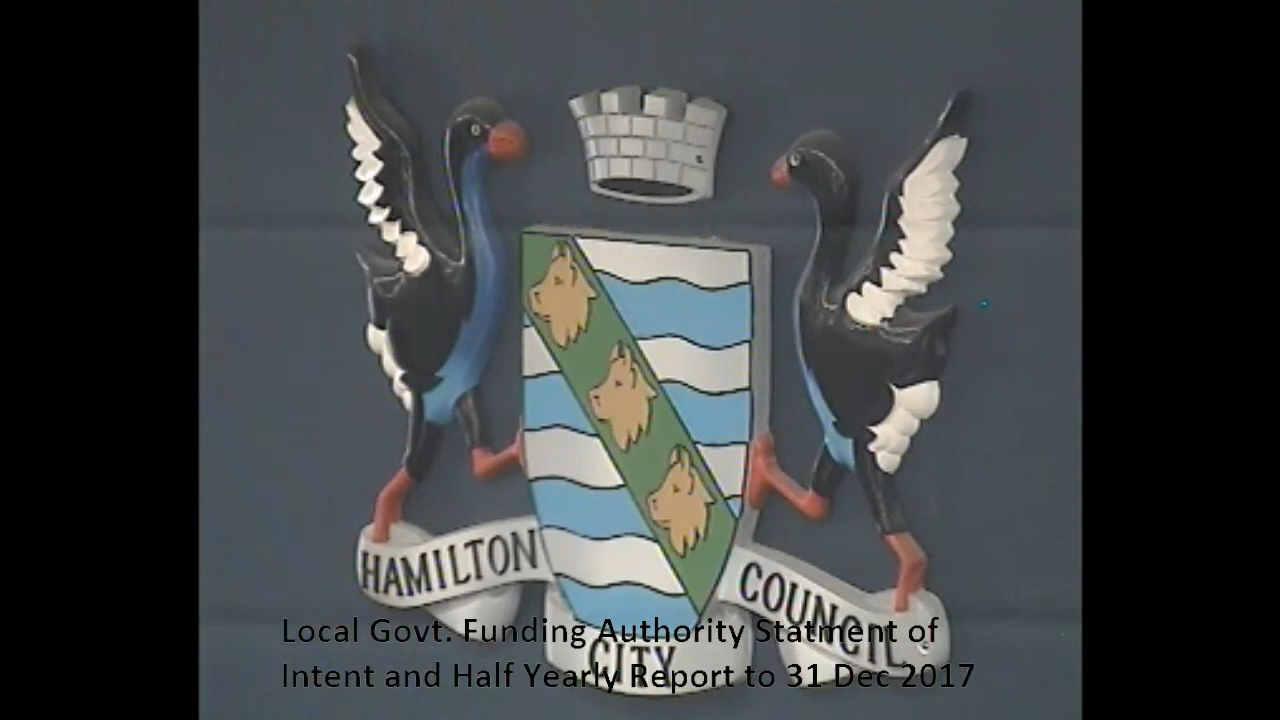 HAMILTON
CITY
COUNCIL
Local Govt. Funding Authority Statment of
Intent and Half Yearly Report to 31 Dec 2017